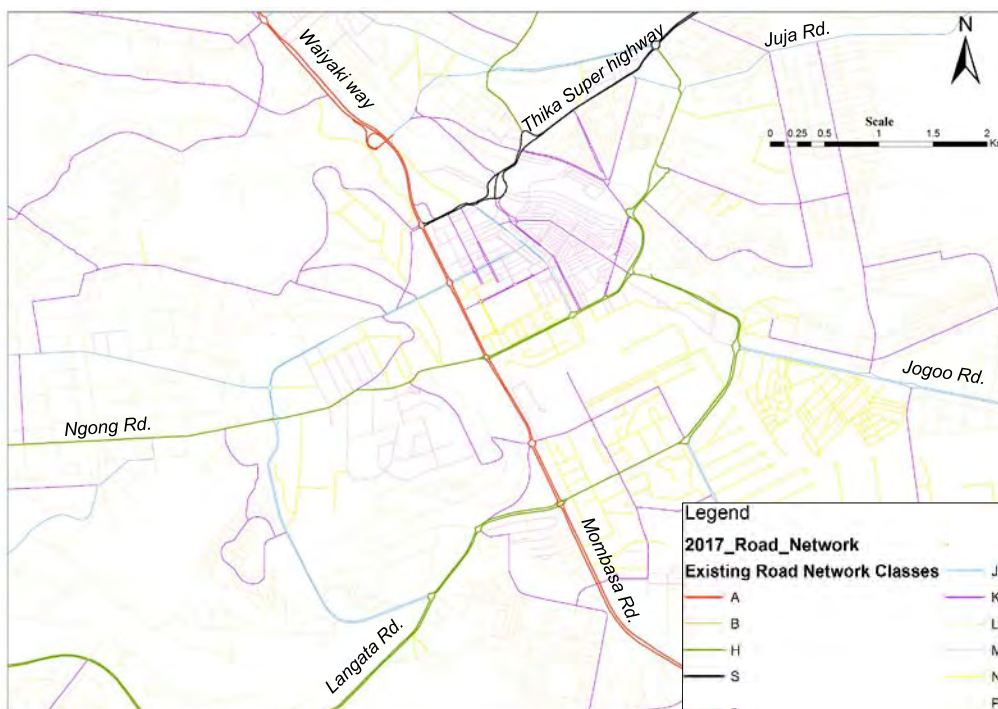 Waiyaki way
Thika Super highway
Juja Rd.
N
Scale
0 0.25 0.5 1 1.5 2
Jogoo Rd.
Ngong Rd.
Mombasa Rd.
Langata Rd.
Legend
2017_Road_Network
Existing Road Network Classes
A
B
H
S
J
K
L
M
N
P